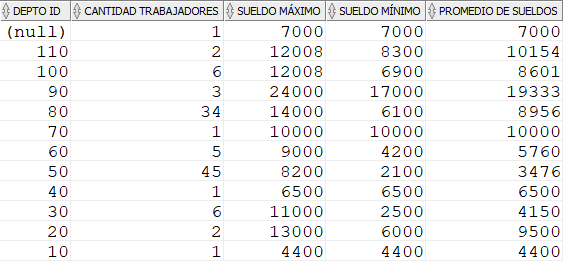 DEPTO ID CANTIDAD TRABAJADORES SUELDO MÁXIMO SUELDO MÍNIMO PROMEDIO DE SUELDOS
(null) 1 7000 7000 7000
110 2 12008 8300 10154
100 6 12008 6900 8601
90 3 24000 17000 19333
80 34 14000 6100 8956
70 1 10000 10000 10000
60 5 9000 4200 5760
50 45 8200 2100 3476
40 1 6500 6500 6500
30 6 11000 2500 4150
20 2 13000 6000 9500
10 1 4400 4400 4400